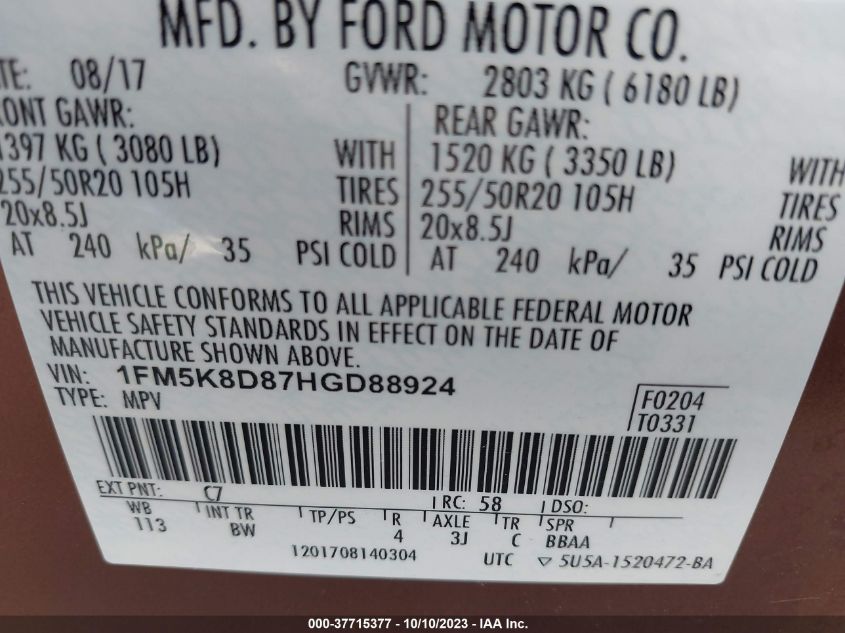 MFD. BY FORD MOTOR CO.
TE: 08/17 GVWR: 2803 KG ( 6180 LB)
ONT GAWR: REAR GAWR:
1397 KG ( 3080 LB) WITH 1520 KG ( 3350 LB) WITH
255/50R20 105H TIRES 255/50R20 105H TIRES
20x8.5J RIMS 20x8.5J RIMS
AT 240 kPa/ 35 PSI COLD AT 240 kPa/ 35 PSI COLD
THIS VEHICLE CONFORMS TO ALL APPLICABLE FEDERAL MOTOR
VEHICLE SAFETY STANDARDS IN EFFECT ON THE DATE OF
MANUFACTURE SHOWN ABOVE.
VIN: 1FM5K8D87HGD88924
TYPE: MPV F0204
T0331
EXT PNT: C7 RC: 58 DSO:
WB INT TR TP/PS R AXLE TR SPR
113 BW 4 3J C BBAA
1201708140304 UTC ▽ 5U5A-1520472-BA
000-37715377 - 10/10/2023 - IAA Inc.